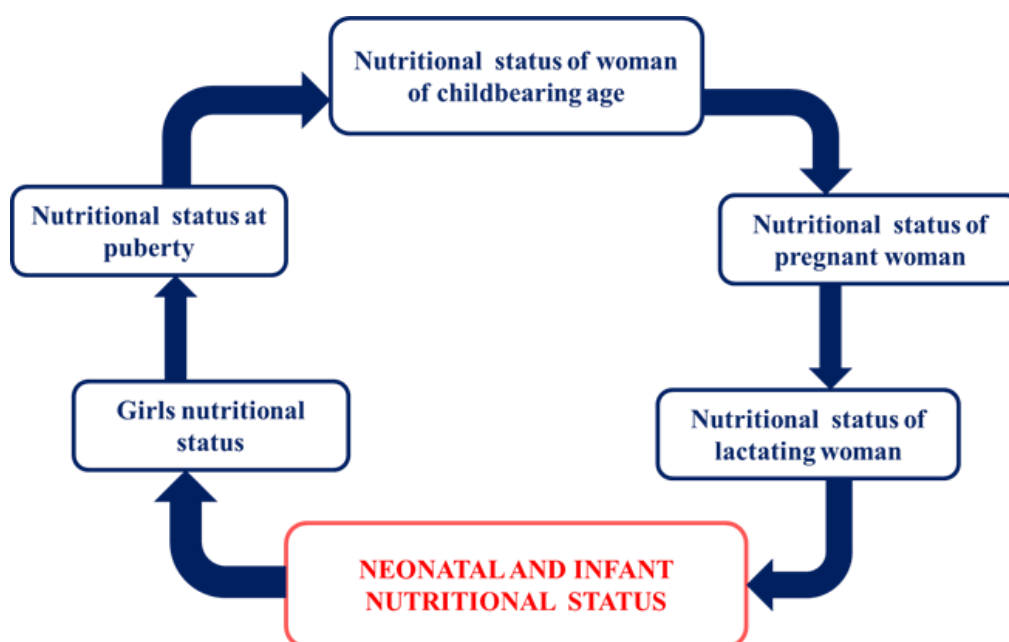 Nutritional status of woman
of childbearing age
Nutritional status at
puberty
Nutritional status of
pregnant woman
Girls nutritional
status
Nutritional status of
lactating woman
NEONATAL AND INFANT
NUTRITIONAL STATUS